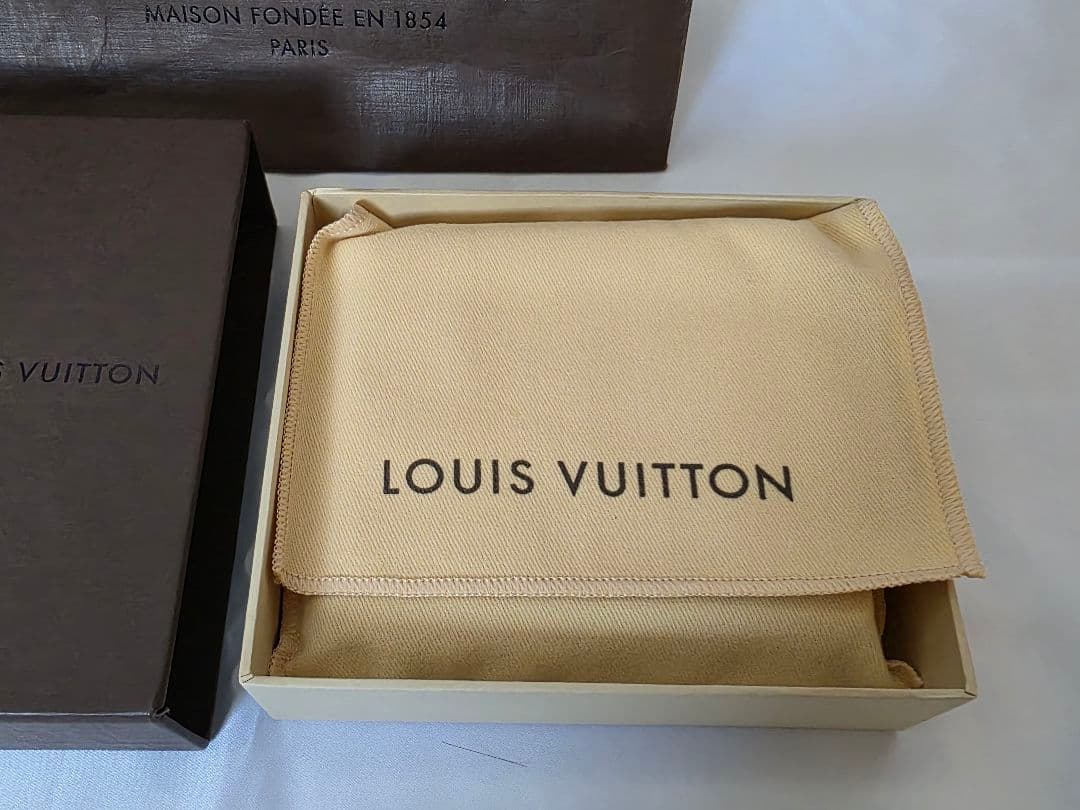 MAISON FONDÉE EN 1854
PARIS
VUITTON
LOUIS VUITTON